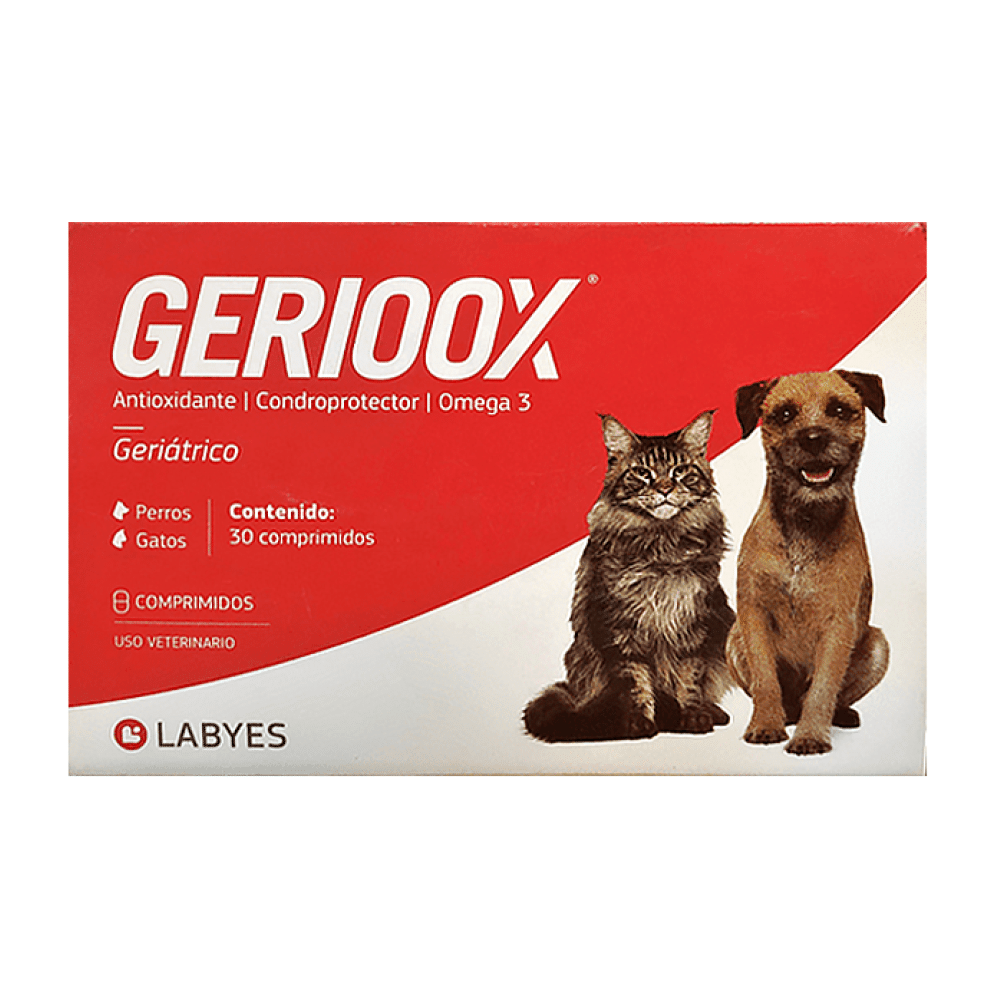 GERIOOX®
Antioxidante | Condroprotector | Omega 3
Geriátrico
Perros
Gatos
Contenido:
30 comprimidos
COMPRIMIDOS
USO VETERINARIO
LABYES